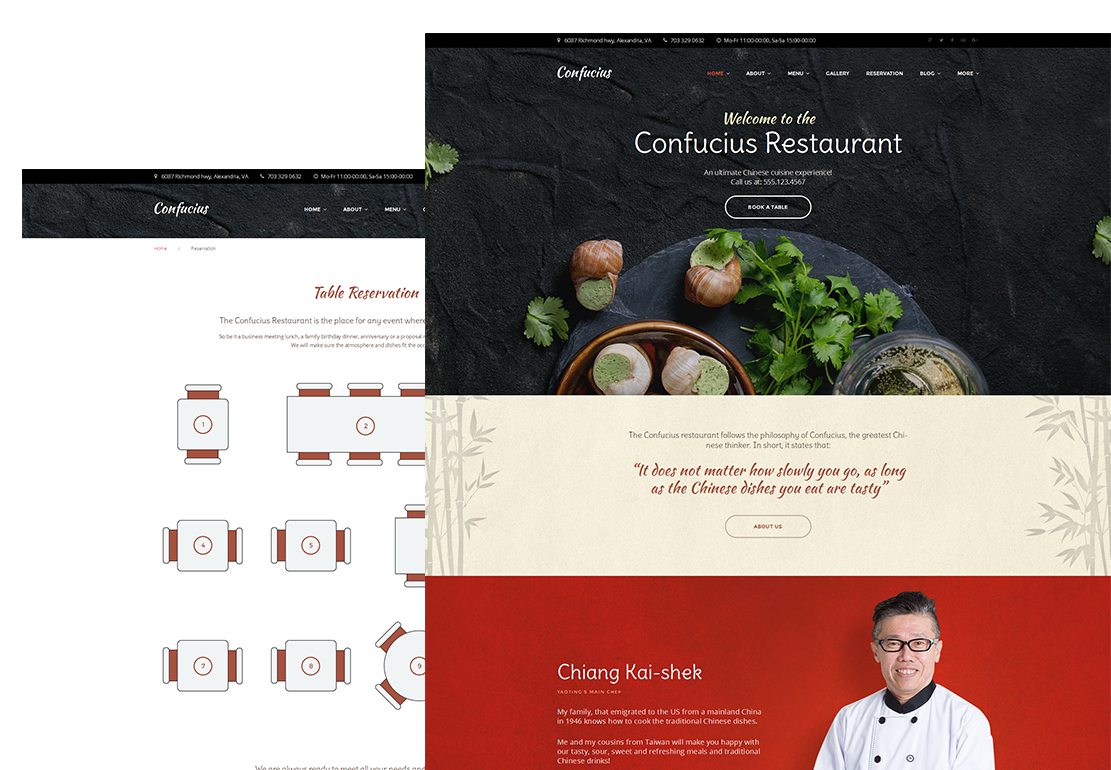 6087 Richmond hwy, Alexandria, VA 703 329 0632 Mo-Fr 11:00-00:00, Sa-Sa 15:00-00:00
Confucius HOME ABOUT MENU GALLERY RESERVATION BLOG MORE
Welcome to the
Confucius Restaurant
An ultimate Chinese cuisine experience!
Call us at: 555.123.4567
BOOK A TABLE
The Confucius restaurant follows the philosophy of Confucius, the greatest Chi-
nese thinker. In short, it states that:
“It does not matter how slowly you go, as long
as the Chinese dishes you eat are tasty”
ABOUT US
Chiang Kai-shek
YAOTING'S MAIN CHEF
My family, that emigrated to the US from a mainland China
in 1946 knows how to cook the traditional Chinese dishes.
Me and my cousins from Taiwan will make you happy with
our tasty, sour, sweet and refreshing meals and traditional
Chinese drinks!
6087 Richmond hwy, Alexandria, VA 703 329 0632 Mo-Fr 11:00-00:00, Sa-Sa 15:00-00:00
Confucius HOME ABOUT MENU
Home / Reservation
Table Reservation
The Confucius Restaurant is the place for any event where
So be it a business meeting lunch, a family birthday dinner, anniversary or a proposal
We will make sure the atmosphere and dishes fit the
1
2
4
5
7
8
9
We are always ready to meet all your needs and